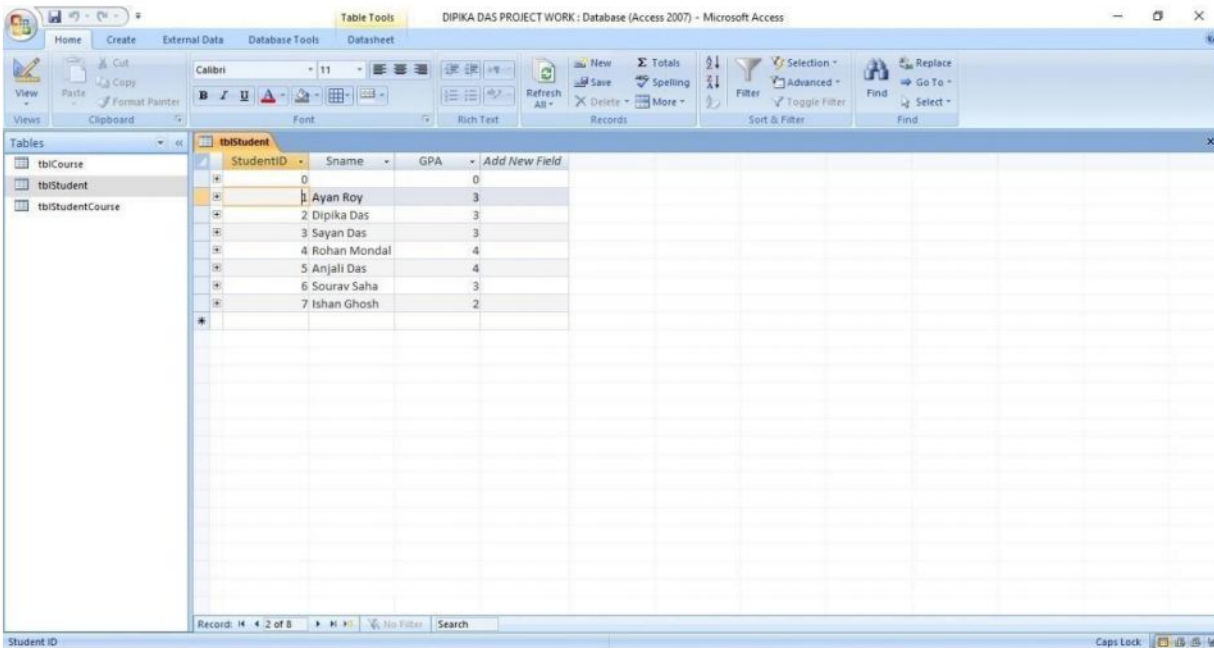 Table Tools DIPIKA DAS PROJECT WORK : Database (Access 2007) - Microsoft Access
Home Create External Data Database Tools Datasheet
View
Views
Paste
Cut
Copy
Format Painter
Clipboard
Calibri 11
B I U A
Font
Rich Text
Refresh All
New
Save
Delete
Totals
Spelling
More
Records
Filter
Selection
Advanced
Toggle Filter
Sort & Filter
Find
Replace
Go To
Select
Find
Tables
tblCourse
tblStudent
tblStudentCourse
tblStudent
StudentID Sname GPA Add New Field
0 0
1 Ayan Roy 3
2 Dipika Das 3
3 Sayan Das 3
4 Rohan Mondal 4
5 Anjali Das 4
6 Sourav Saha 3
7 Ishan Ghosh 2
Record: 2 of 8 No Filter Search
Student ID Caps Lock